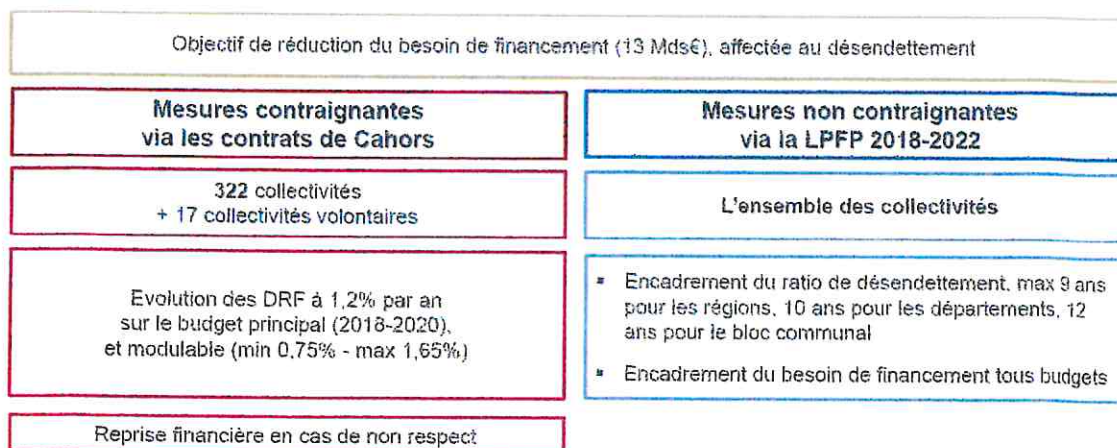 Objectif de réduction du besoin de financement (13 Mds€), affectée au désendettement
Mesures contraignantes
via les contrats de Cahors
322 collectivités
+ 17 collectivités volontaires
Evolution des DRF à 1,2% par an
sur le budget principal (2018-2020),
et modulable (min 0,75% - max 1,65%)
Reprise financière en cas de non respect
Mesures non contraignantes
via la LPFP 2018-2022
L'ensemble des collectivités
▪ Encadrement du ratio de désendettement, max 9 ans
pour les régions, 10 ans pour les départements, 12
ans pour le bloc communal
▪ Encadrement du besoin de financement tous budgets